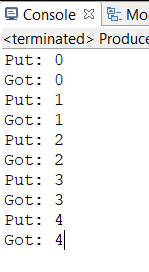 Console Mo
<terminated> Produce
Put: 0
Got: 0
Put: 1
Got: 1
Put: 2
Got: 2
Put: 3
Got: 3
Put: 4
Got: 4